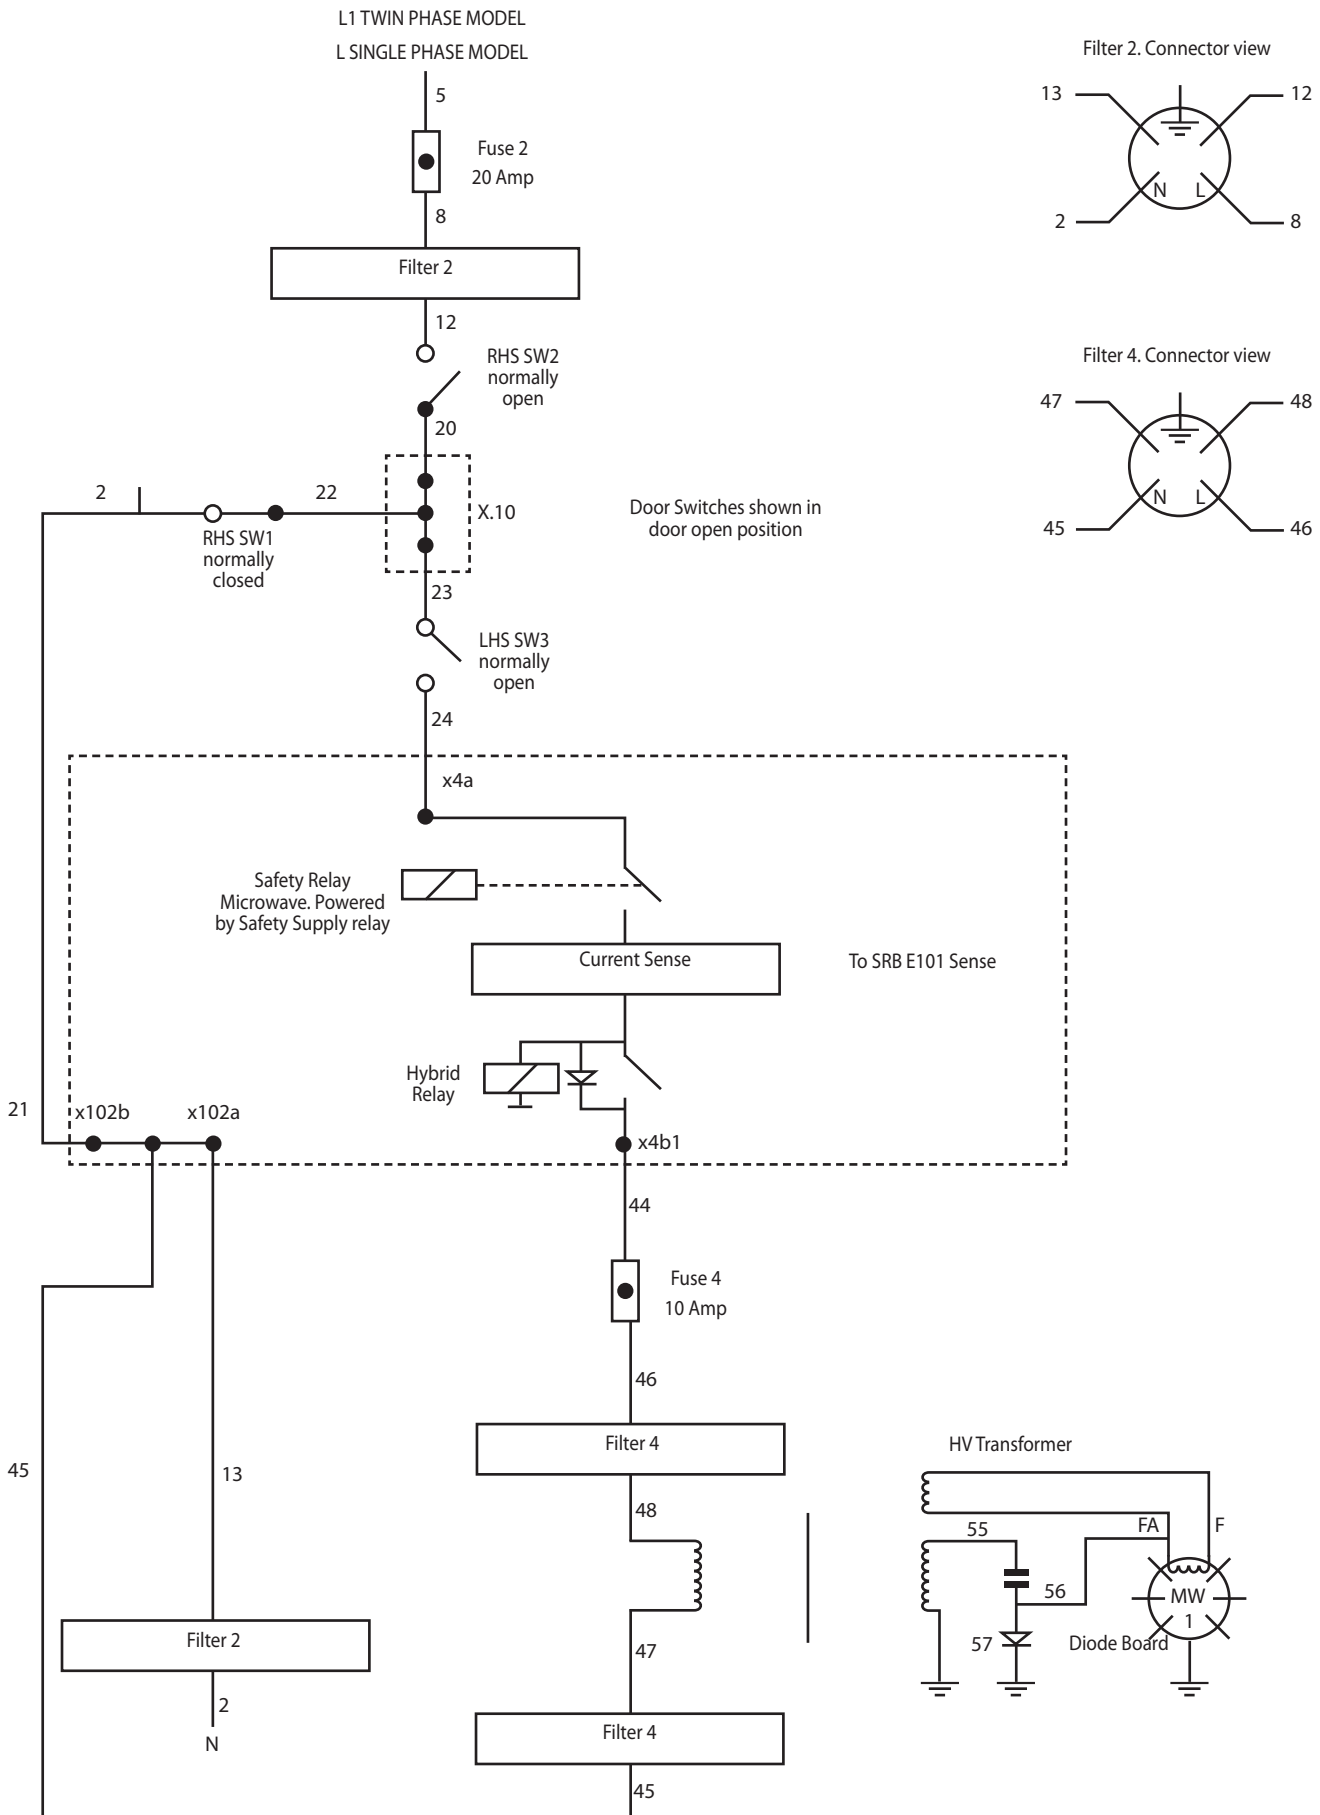 L1 TWIN PHASE MODEL
L SINGLE PHASE MODEL
5
Fuse 2
20 Amp
8
Filter 2
12
RHS SW2
normally
open
20
2
22
X.10
RHS SW1
normally
closed
Door Switches shown in
door open position
23
LHS SW3
normally
open
24
Filter 2. Connector view
13
12
N L
2
8
Filter 4. Connector view
47
48
N L
45
46
x4a
Safety Relay
Microwave. Powered
by Safety Supply relay
Current Sense
To SRB E101 Sense
Hybrid
Relay
21
x102b
x102a
x4b1
44
Fuse 4
10 Amp
46
Filter 4
48
45
13
Filter 2
2
N
47
Filter 4
45
HV Transformer
55
FA
F
56
MW
1
57
Diode Board